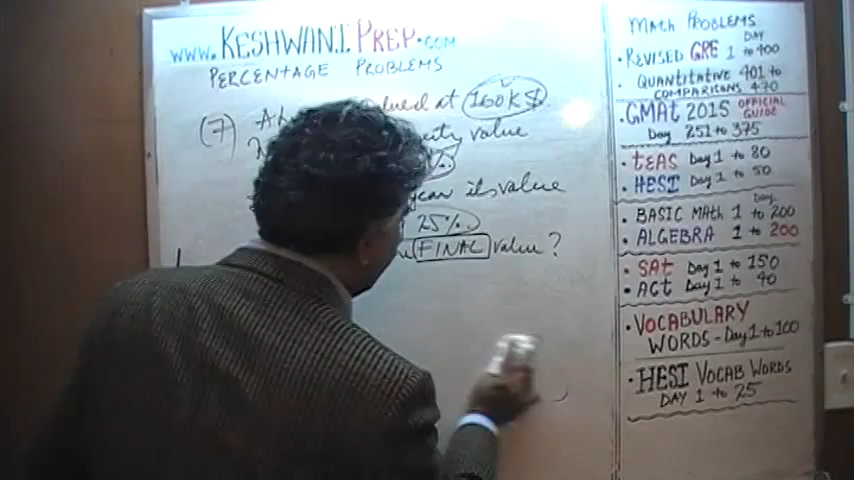 www.KESHWANIPREP.COM
PERCENTAGE PROBLEMS
(7) valued at 160K$.
value
year its value
25%.
FINAL value?
MATH PROBLEMS
DAY
• REVISED GRE 1 to 400
• QUANTITATIVE 401 to
COMPARISONS 470
• GMAT 2015 OFFICIAL GUIDE
Day 251 to 375
• TEAS Day 1 to 80
• HESI Day 1 to 50
Day
• BASIC MATH 1 to 200
• ALGEBRA 1 to 200
• SAT Day 1 to 150
• ACT Day 1 to 40
• VOCABULARY
WORDS - Day 1 to 100
• HESI VOCAB WORDS
DAY 1 to 25